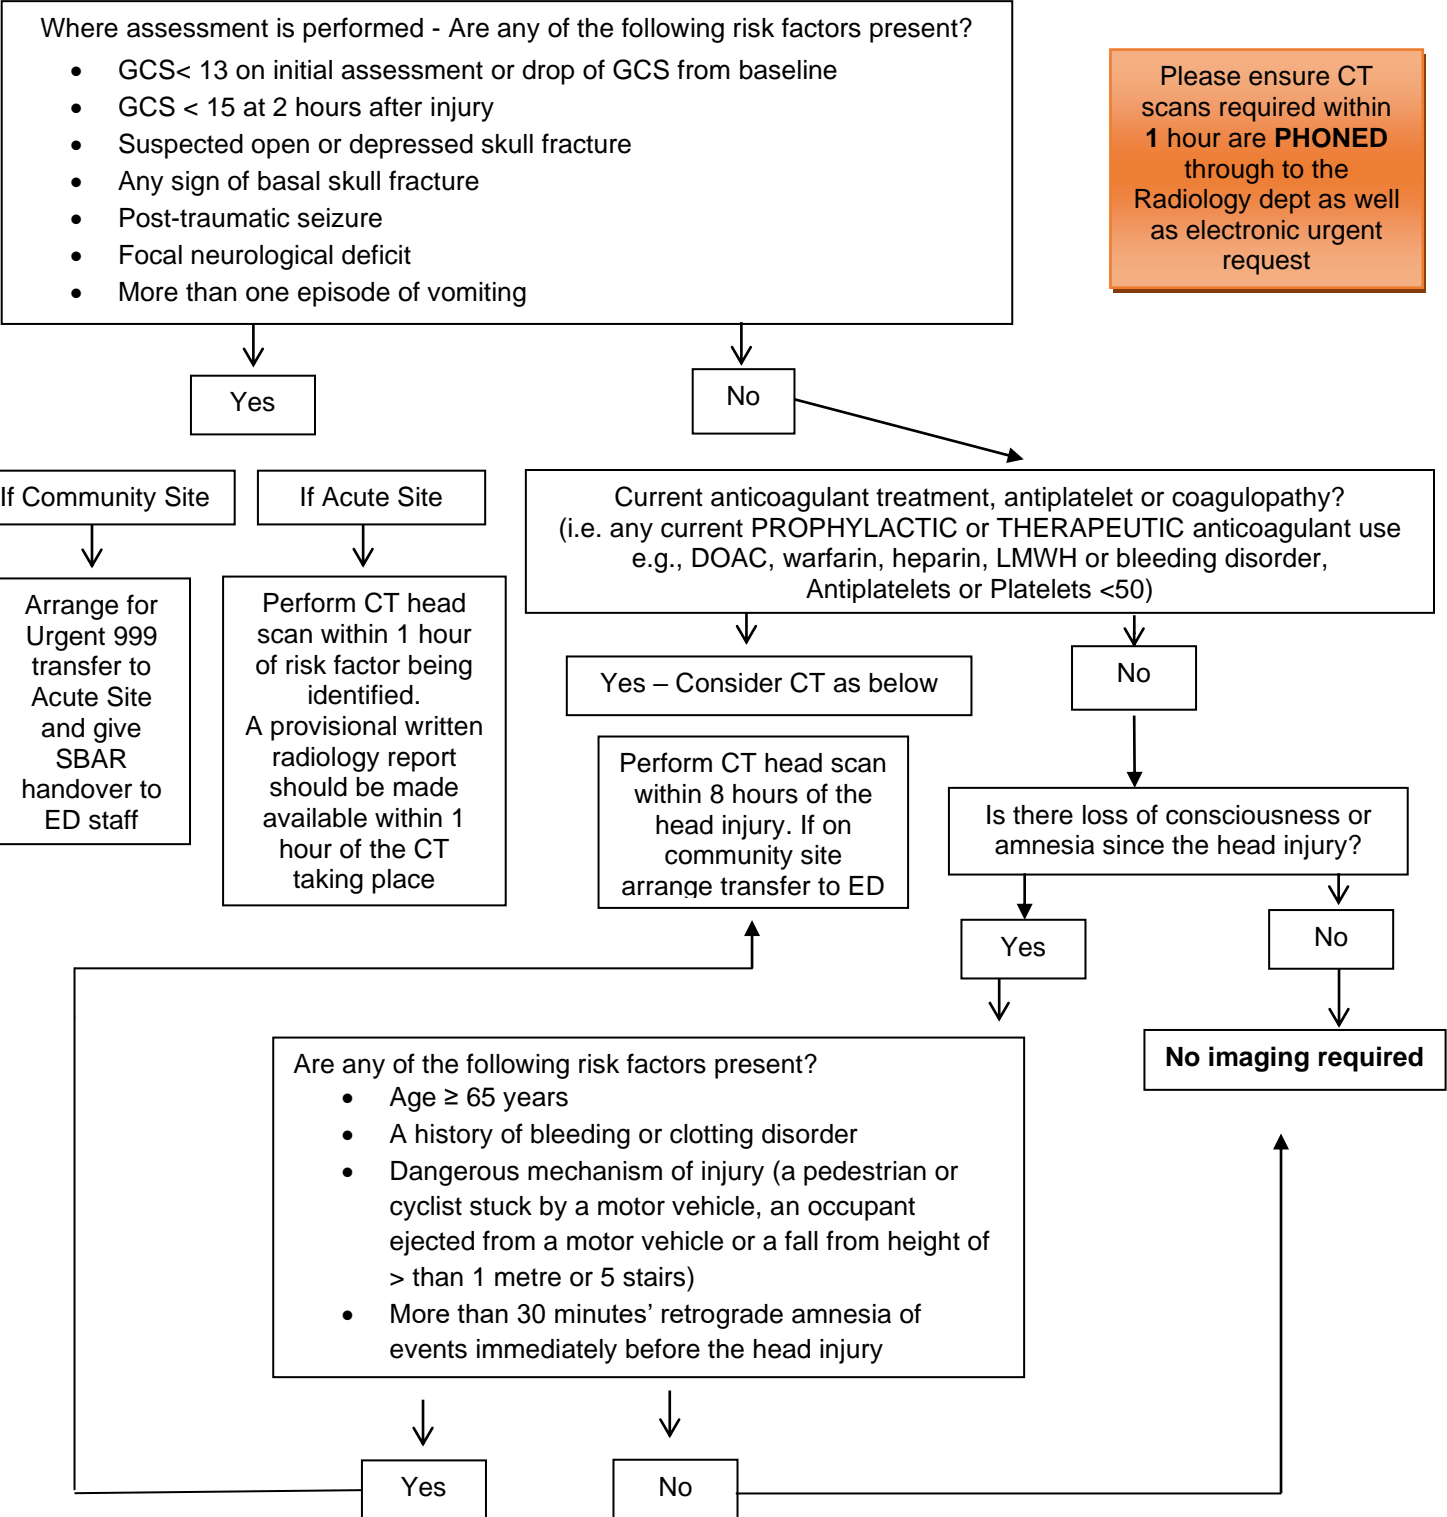 Where assessment is performed - Are any of the following risk factors present?
• GCS< 13 on initial assessment or drop of GCS from baseline
• GCS < 15 at 2 hours after injury
• Suspected open or depressed skull fracture
• Any sign of basal skull fracture
• Post-traumatic seizure
• Focal neurological deficit
• More than one episode of vomiting
Please ensure CT
scans required within
1 hour are PHONED
through to the
Radiology dept as well
as electronic urgent
request
Yes
No
If Community Site
If Acute Site
Arrange for
Urgent 999
transfer to
Acute Site
and give
SBAR
handover to
ED staff
Perform CT head
scan within 1 hour
of risk factor being
identified.
A provisional written
radiology report
should be made
available within 1
hour of the CT
taking place
Current anticoagulant treatment, antiplatelet or coagulopathy?
(i.e. any current PROPHYLACTIC or THERAPEUTIC anticoagulant use
e.g., DOAC, warfarin, heparin, LMWH or bleeding disorder,
Antiplatelets or Platelets <50)
Yes – Consider CT as below
No
Perform CT head scan
within 8 hours of the
head injury. If on
community site
arrange transfer to ED
Is there loss of consciousness or
amnesia since the head injury?
Yes
No
No imaging required
Are any of the following risk factors present?
• Age ≥ 65 years
• A history of bleeding or clotting disorder
• Dangerous mechanism of injury (a pedestrian or
cyclist stuck by a motor vehicle, an occupant
ejected from a motor vehicle or a fall from height of
> than 1 metre or 5 stairs)
• More than 30 minutes’ retrograde amnesia of
events immediately before the head injury
Yes
No